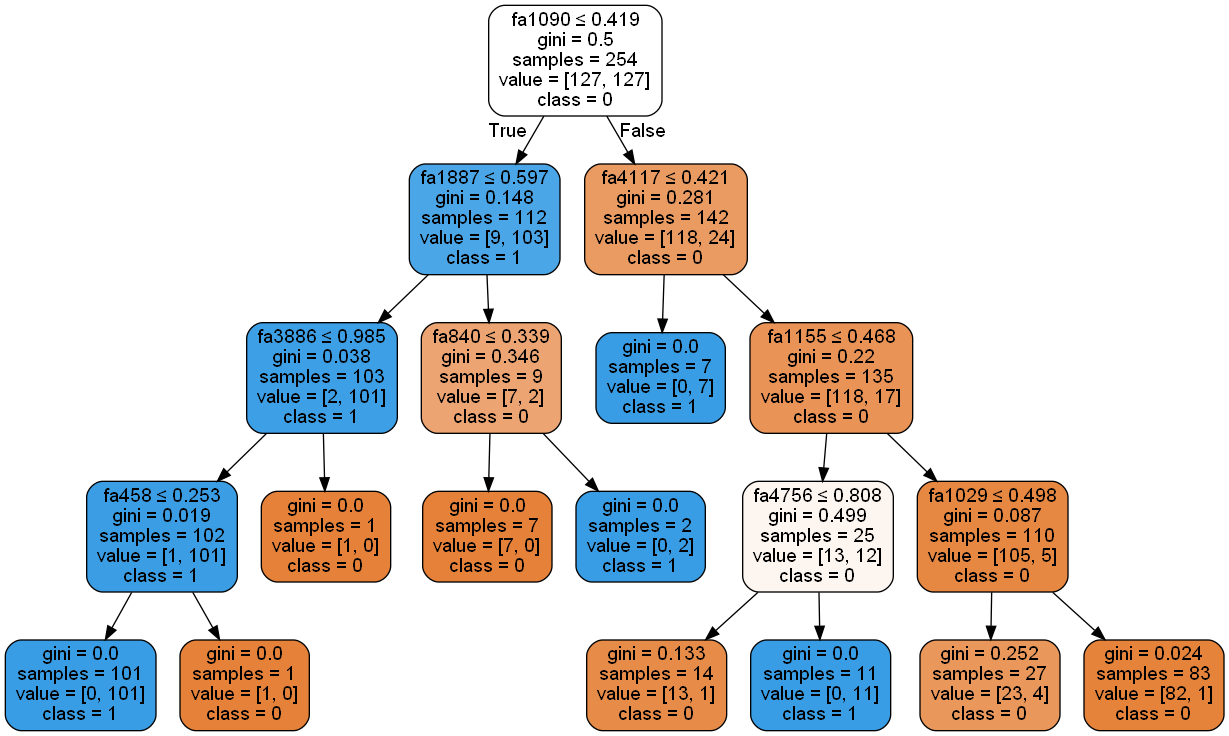 fa1090 ≤ 0.419
gini = 0.5
samples = 254
value = [127, 127]
class = 0
True
False
fa1887 ≤ 0.597
gini = 0.148
samples = 112
value = [9, 103]
class = 1
fa4117 ≤ 0.421
gini = 0.281
samples = 142
value = [118, 24]
class = 0
fa3886 ≤ 0.985
gini = 0.038
samples = 103
value = [2, 101]
class = 1
fa840 ≤ 0.339
gini = 0.346
samples = 9
value = [7, 2]
class = 0
gini = 0.0
samples = 7
value = [0, 7]
class = 1
fa1155 ≤ 0.468
gini = 0.22
samples = 135
value = [118, 17]
class = 0
fa458 ≤ 0.253
gini = 0.019
samples = 102
value = [1, 101]
class = 1
gini = 0.0
samples = 1
value = [1, 0]
class = 0
gini = 0.0
samples = 7
value = [7, 0]
class = 0
gini = 0.0
samples = 2
value = [0, 2]
class = 1
fa4756 ≤ 0.808
gini = 0.499
samples = 25
value = [13, 12]
class = 0
fa1029 ≤ 0.498
gini = 0.087
samples = 110
value = [105, 5]
class = 0
gini = 0.0
samples = 101
value = [0, 101]
class = 1
gini = 0.0
samples = 1
value = [1, 0]
class = 0
gini = 0.133
samples = 14
value = [13, 1]
class = 0
gini = 0.0
samples = 11
value = [0, 11]
class = 1
gini = 0.252
samples = 27
value = [23, 4]
class = 0
gini = 0.024
samples = 83
value = [82, 1]
class = 0